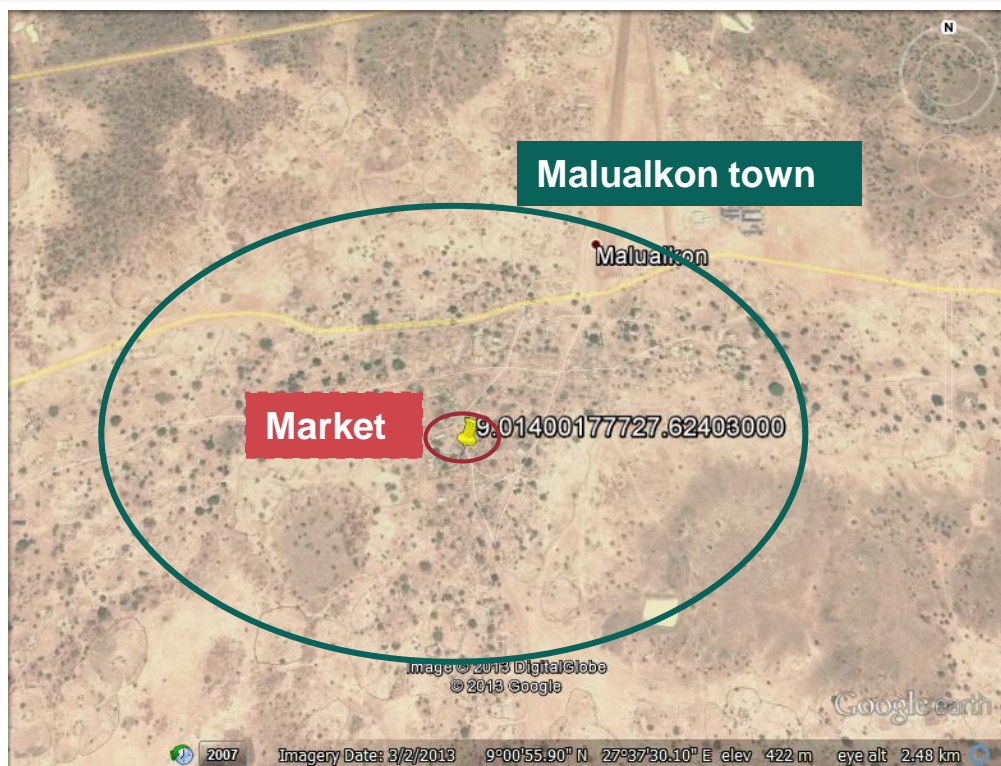 N
Malualkon town
Malualkon
Market
9.01400177727.62403000
Image © 2013 DigitalGlobe
© 2013 Google
Google earth
2007 Imagery Date: 3/2/2013 9°00'55.90" N 27°37'30.10" E elev 422 m eye alt 2.48 km